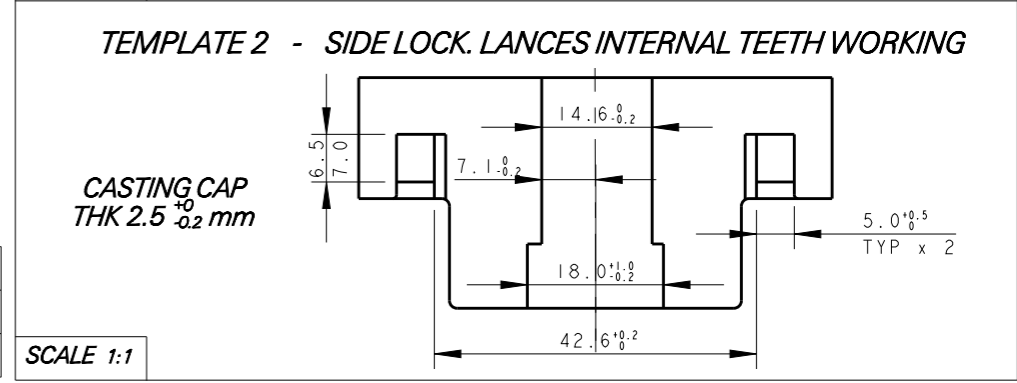 TEMPLATE 2 - SIDE LOCK. LANCES INTERNAL TEETH WORKING
14.6 0 -0.2
6.5
7.0
7.1 0 -0.2
CASTING CAP
THK 2.5 +0 -0.2 mm
5.0 +0.5 0
TYP x 2
18.0 +1.0 -0.2
42.6 +0.2 0
SCALE 1:1